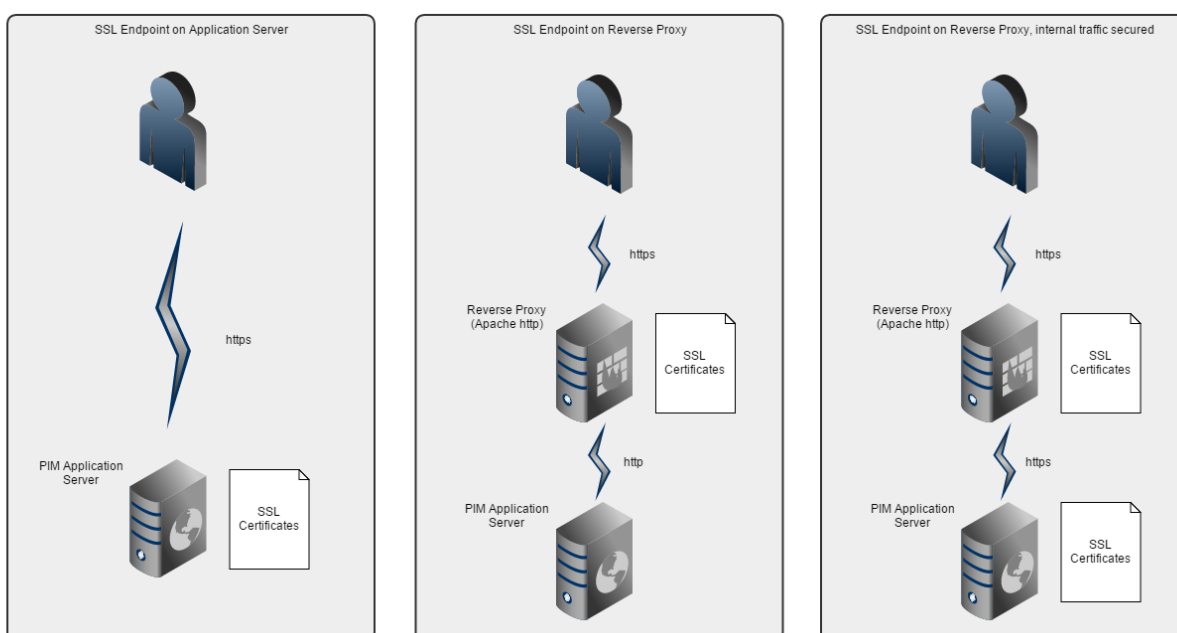 SSL Endpoint on Application Server
https
PIM Application
Server
SSL
Certificates
SSL Endpoint on Reverse Proxy
https
Reverse Proxy
(Apache http)
SSL
Certificates
http
PIM Application
Server
SSL Endpoint on Reverse Proxy, internal traffic secured
https
Reverse Proxy
(Apache http)
SSL
Certificates
https
PIM Application
Server
SSL
Certificates